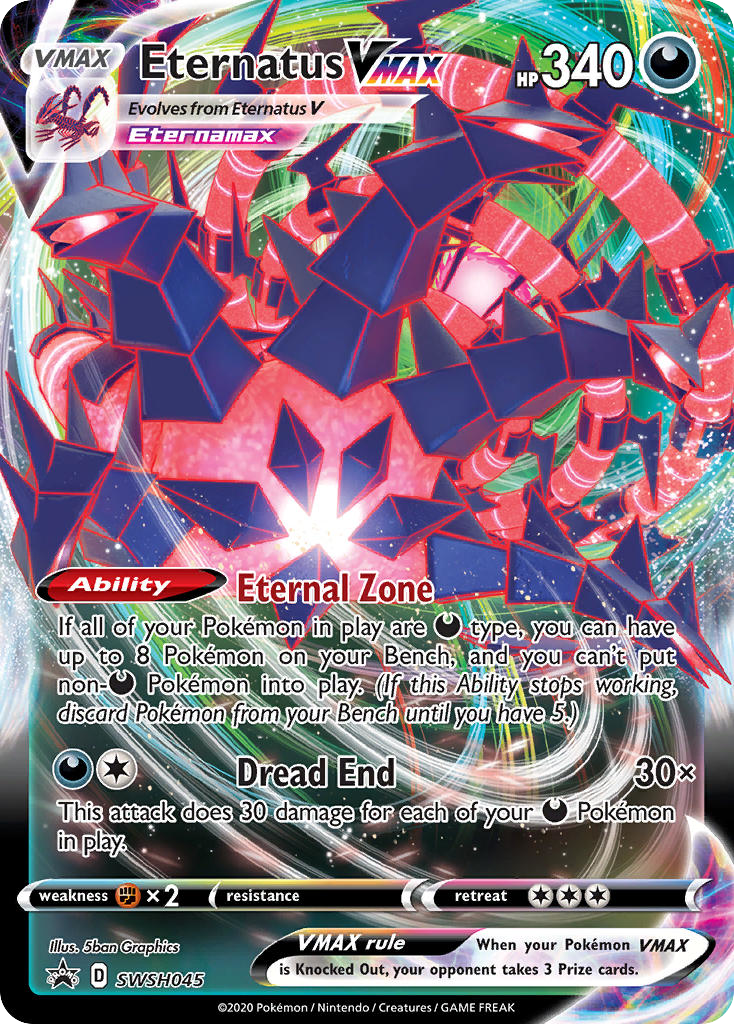 VMAX
Eternatus VMAX
HP 340
Evolves from Eternatus V
Eternamax
Ability Eternal Zone
If all of your Pokémon in play are type, you can have
up to 8 Pokémon on your Bench, and you can't put
non- Pokémon into play. (If this Ability stops working,
discard Pokémon from your Bench until you have 5.)
Dread End 30×
This attack does 30 damage for each of your Pokémon
in play.
weakness ×2 resistance retreat
Illus. 5ban Graphics
VMAX rule When your Pokémon VMAX
is Knocked Out, your opponent takes 3 Prize cards.
PROMO D SWSH045
©2020 Pokémon / Nintendo / Creatures / GAME FREAK